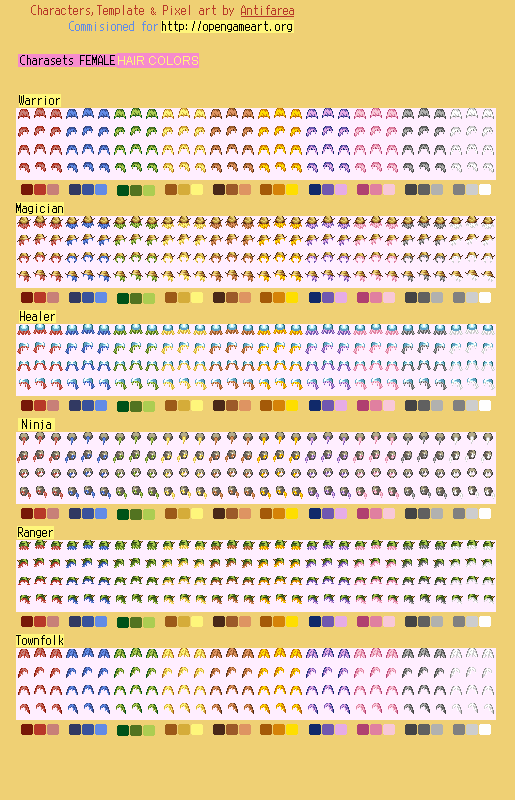 Characters,Template & Pixel art by Antifarea
Commisioned for http://opengameart.org
Charasets FEMALE HAIR COLORS
Warrior
Magician
Healer
Ninja
Ranger
Townfolk